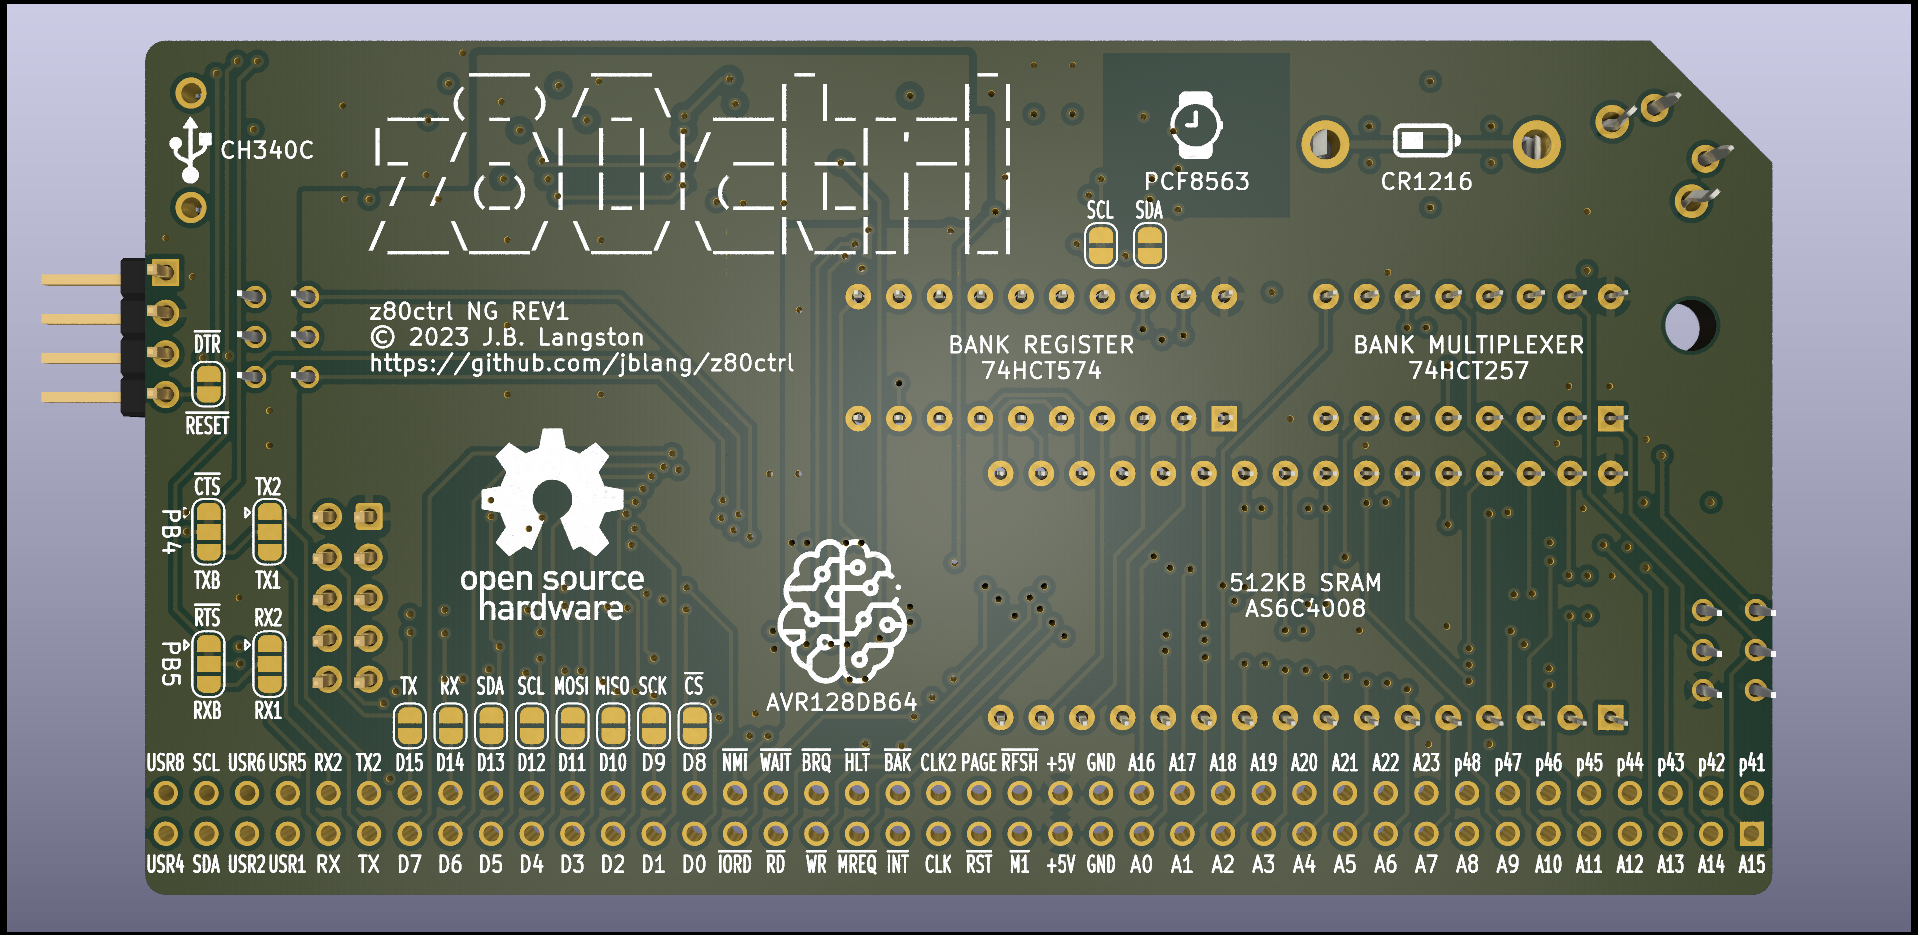 z80ctrl
CH340C
PCF8563
CR1216
SCL SDA
z80ctrl NG REV1
© 2023 J.B. Langston
https://github.com/jblang/z80ctrl
BANK REGISTER
74HCT574
BANK MULTIPLEXER
74HCT257
DTR
RESET
CTS TX2
PB4
TXB TX1
RTS RX2
PB5
RXB RX1
open source
hardware
AVR128DB64
512KB SRAM
AS6C4008
TX RX SDA SCL MOSI MISO SCK CS
USR8 SCL USR6 USR5 RX2 TX2 D15 D14 D13 D12 D11 D10 D9 D8 NMI WAIT BRQ HLT BAK CLK2 PAGE RFSH +5V GND A16 A17 A18 A19 A20 A21 A22 A23 p48 p47 p46 p45 p44 p43 p42 p41
USR4 SDA USR2 USR1 RX TX D7 D6 D5 D4 D3 D2 D1 D0 IORD RD WR MREQ INT CLK RST M1 +5V GND A0 A1 A2 A3 A4 A5 A6 A7 A8 A9 A10 A11 A12 A13 A14 A15